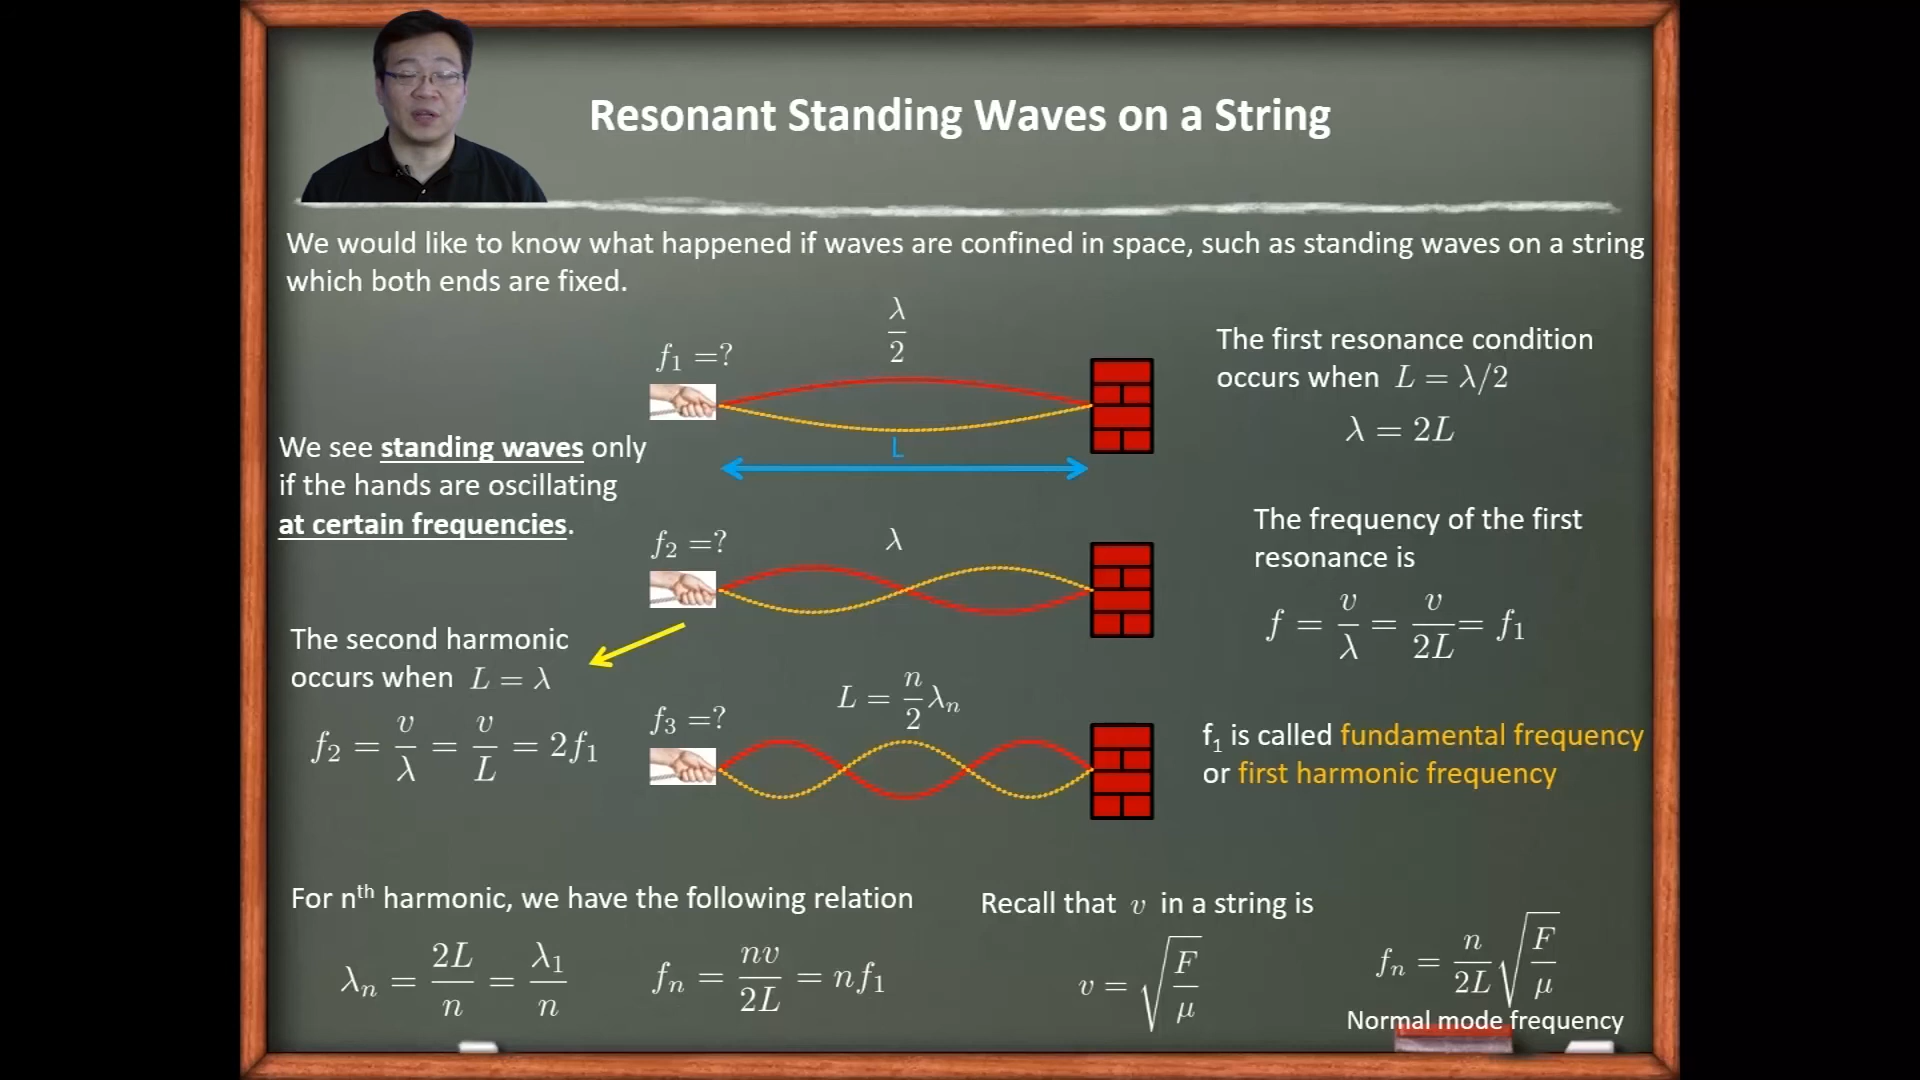 Resonant Standing Waves on a String
We would like to know what happened if waves are confined in space, such as standing waves on a string
which both ends are fixed.
f₁ =?
λ/2
L
The first resonance condition
occurs when L = λ/2
λ = 2L
We see standing waves only
if the hands are oscillating
at certain frequencies.
f₂ =?
λ
The frequency of the first
resonance is
f = v/λ = v/2L = f₁
The second harmonic
occurs when L = λ
f₂ = v/λ = v/L = 2f₁
f₃ =?
L = n/2 λₙ
f₁ is called fundamental frequency
or first harmonic frequency
For nᵗʰ harmonic, we have the following relation
λₙ = 2L/n = λ₁/n
fₙ = nv/2L = nf₁
Recall that v in a string is
v = √(F/μ)
fₙ = n/2L √(F/μ)
Normal mode frequency